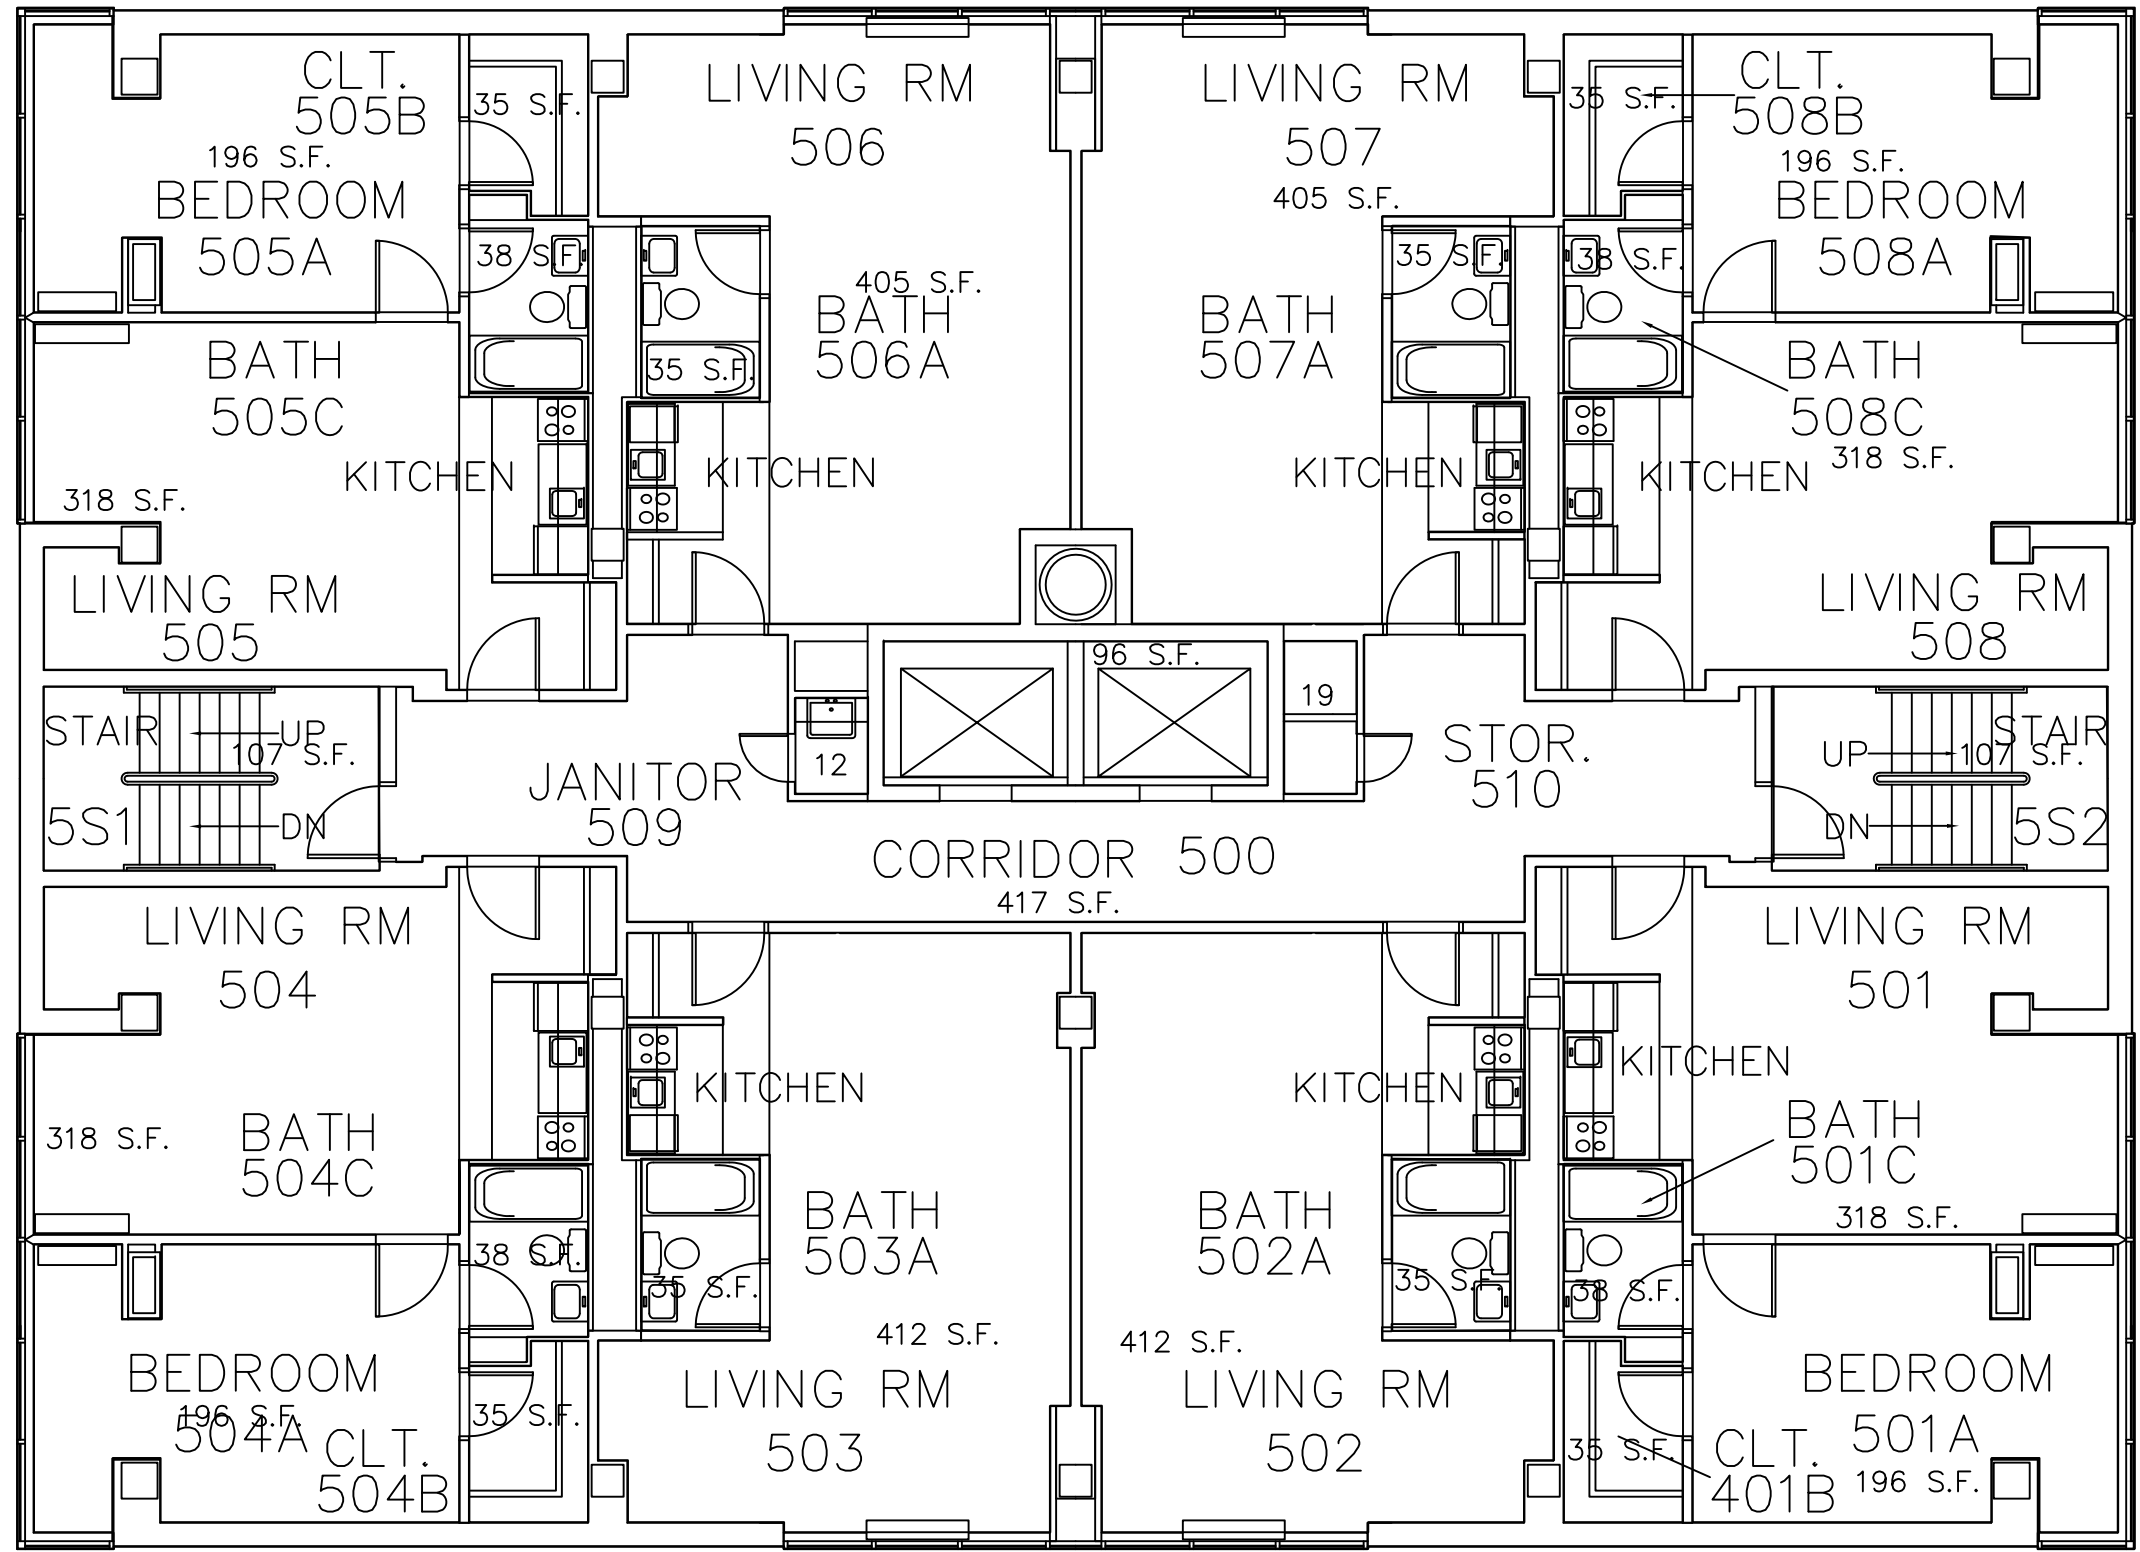 CLT.
505B
35 S.F.
196 S.F.
BEDROOM
505A
38 S.F.
BATH
505C
KITCHEN
318 S.F.
LIVING RM
505
LIVING RM
506
405 S.F.
BATH
506A
35 S.F.
KITCHEN
LIVING RM
507
405 S.F.
35 S.F.
BATH
507A
KITCHEN
35 S.F.
CLT.
508B
196 S.F.
BEDROOM
508A
38 S.F.
BATH
508C
318 S.F.
KITCHEN
LIVING RM
508
STAIR
UP
107 S.F.
5S1
DN
JANITOR
509
12
96 S.F.
19
STOR.
510
CORRIDOR 500
417 S.F.
STAIR
UP
107 S.F.
DN
5S2
LIVING RM
504
318 S.F.
BATH
504C
38 S.F.
BEDROOM
196 S.F.
504A
CLT.
504B
35 S.F.
KITCHEN
BATH
503A
35 S.F.
412 S.F.
LIVING RM
503
KITCHEN
BATH
502A
35 S.F.
412 S.F.
LIVING RM
502
LIVING RM
501
KITCHEN
BATH
501C
318 S.F.
38 S.F.
BEDROOM
501A
35 S.F.
CLT.
401B
196 S.F.